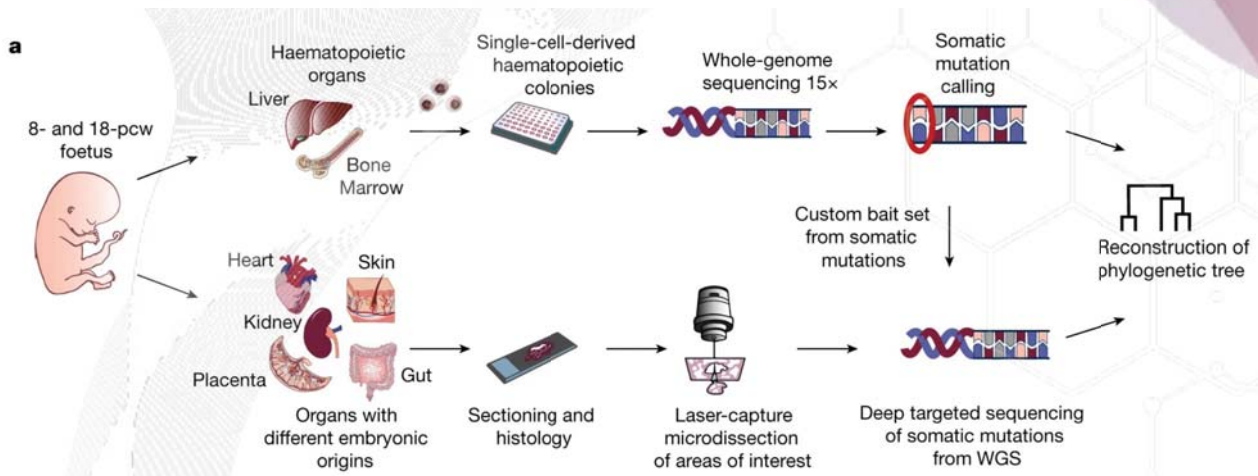 a
8- and 18-pcw
foetus
Haematopoietic
organs
Liver
Bone
Marrow
Single-cell-derived
haematopoietic
colonies
Whole-genome
sequencing 15×
Somatic
mutation
calling
Custom bait set
from somatic
mutations
Reconstruction of
phylogenetic tree
Heart
Skin
Kidney
Placenta
Gut
Organs with
different embryonic
origins
Sectioning and
histology
Laser-capture
microdissection
of areas of interest
Deep targeted sequencing
of somatic mutations
from WGS